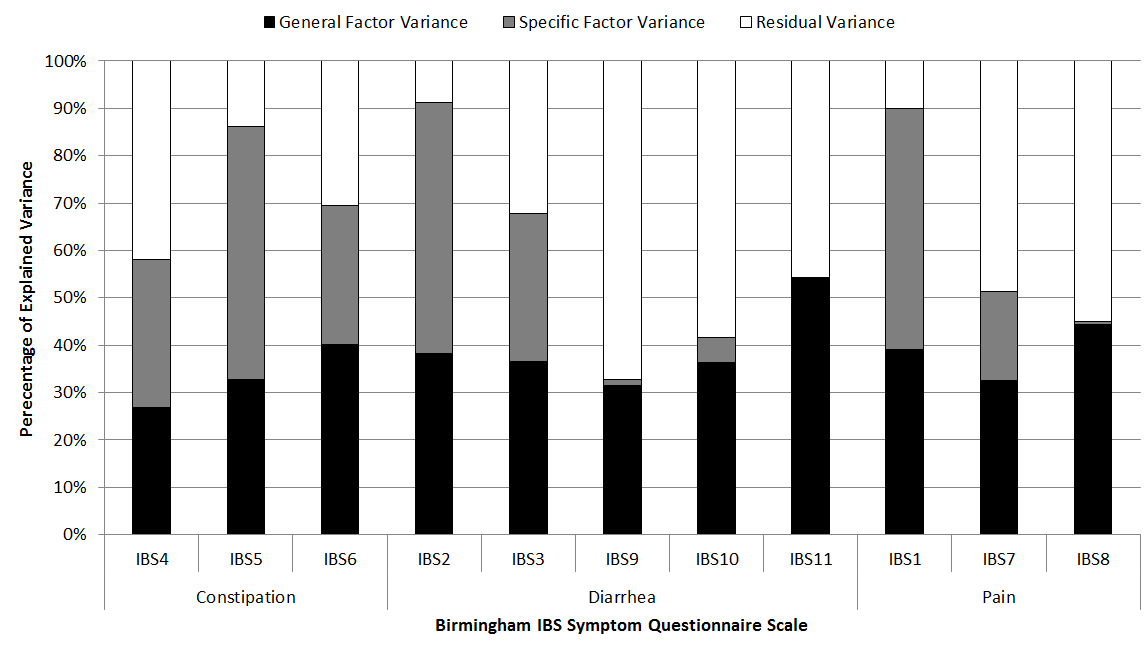 General Factor Variance Specific Factor Variance Residual Variance
100%
90%
80%
70%
60%
50%
40%
30%
20%
10%
0%
Perecentage of Explained Variance
IBS4 IBS5 IBS6 IBS2 IBS3 IBS9 IBS10 IBS11 IBS1 IBS7 IBS8
Constipation Diarrhea Pain
Birmingham IBS Symptom Questionnaire Scale